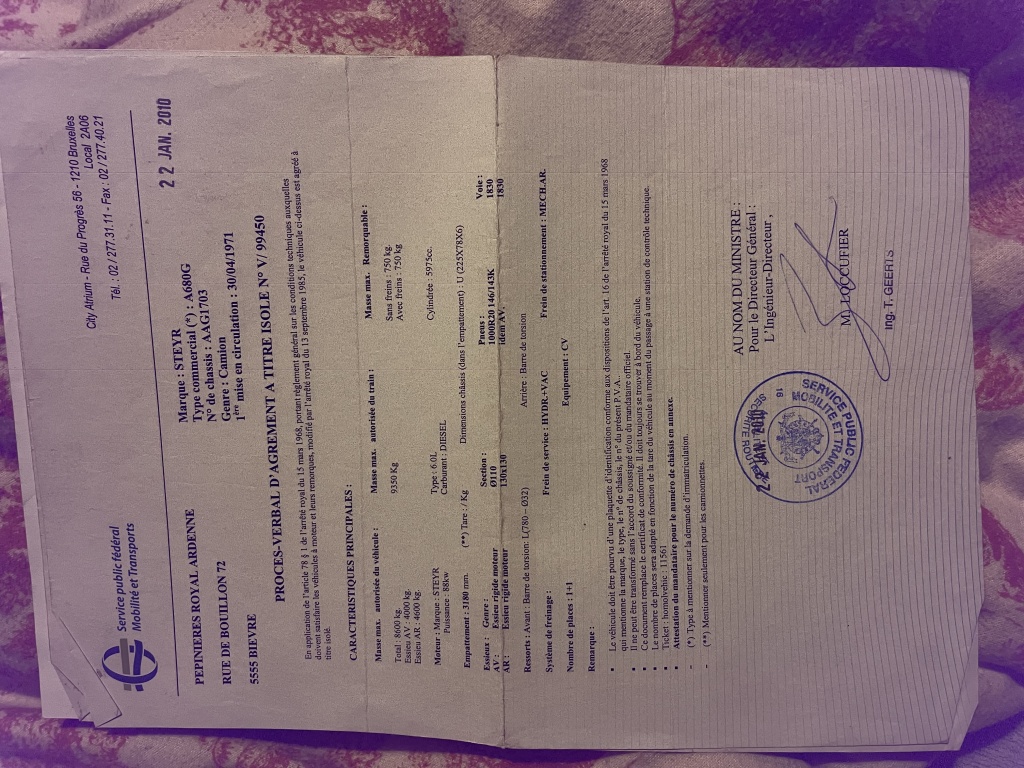 Service public fédéral
Mobilité et Transports
City Atrium - Rue du Progrès 56 - 1210 Bruxelles
Local 2A06
Tél. : 02 / 277.31.11 - Fax : 02 / 277.40.21
22 JAN. 2010
PEPINIERES ROYAL ARDENNE
RUE DE BOUILLON 72
5555 BIEVRE
Marque : STEYR
Type commercial (*) : A680G
N° de chassis : AAG1703
Genre : Camion
1ère mise en circulation : 30/04/1971
PROCES-VERBAL D'AGREMENT A TITRE ISOLE N° V/ 99450
En application de l'article 78 § 1 de l'arrêté royal du 15 mars 1968, portant règlement général sur les conditions techniques auxquelles
doivent satisfaire les véhicules à moteur et leurs remorques, modifié par l'arrêté royal du 13 septembre 1985, le véhicule ci-dessus est agréé à
titre isolé.
CARACTERISTIQUES PRINCIPALES :
Masse max. autorisée du véhicule : Masse max. autorisée du train : Masse max. Remorquable :
Total : 8600 kg. 9350 Kg Sans freins : 750 kg.
Essieu AV : 4000 kg. Avec freins : 750 kg
Essieu AR : 4600 kg.
Moteur : Marque : STEYR Type : 6.0L Cylindrée : 5975cc.
Puissance : 88kw Carburant : DIESEL
Empattement : 3180 mm. (**) Tare : / Kg Dimensions châssis (dans l'empattement) : U (225X78X6)
Essieux : Genre : Section : Pneus : Voie :
AV : Essieu rigide moteur Ø110 1000R20 146/143K 1830
AR : Essieu rigide moteur 130x130 idem AV. 1830
Ressorts : Avant : Barre de torsion: L(780 – Ø32) Arrière : Barre de torsion
Système de freinage : Frein de service : HYDR.+VAC Frein de stationnement : MECH.AR.
Nombre de places : 1+1 Equipement : CV
Remarque :
Le véhicule doit être pourvu d'une plaquette d'identification conforme aux dispositions de l'art. 16 de l'arrêté royal du 15 mars 1968
qui mentionne la marque, le type, le n° de châssis, le n° du présent P.V.A..
Il ne peut être transformé sans l'accord du soussigné et/ou du mandataire officiel.
Ce document remplace le certificat de conformité. Il doit toujours se trouver à bord du véhicule.
Le nombre de places sera adapté en fonction de la tare du véhicule au moment du passage à une station de contrôle technique.
Ticket : homolvehic : 11561
Attestation du mandataire pour le numéro de châssis en annexe.
- (*) Type à mentionner sur la demande d'immatriculation.
- (**) Mentionner seulement pour les camionnettes.
AU NOM DU MINISTRE :
Pour le Directeur Général :
L'Ingénieur-Directeur ,
M. LOCCUFIER
Ing. T. GEERTS
SERVICE PUBLIC FEDERAL
MOBILITE ET TRANSPORT
16
22 JAN. 2010